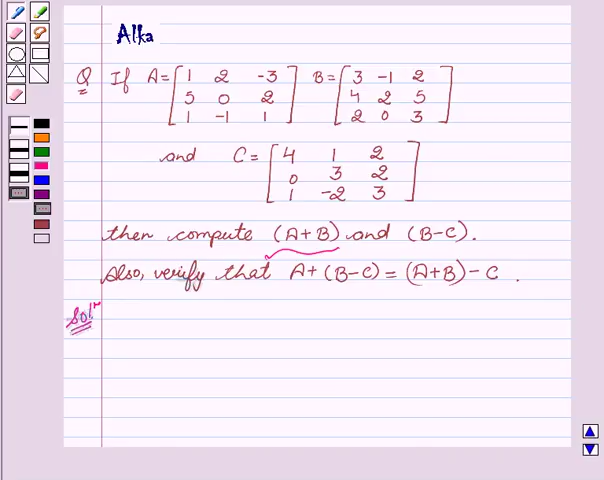 Alka
Q If A = [ 1 2 -3 B = [ 3 -1 2
5 0 2 4 2 5
1 -1 1 ] 2 0 3 ]
and C = [ 4 1 2
0 3 2
1 -2 3 ]
then compute (A+B) and (B-C).
Also, verify that A + (B-C) = (A+B) - C .
Sol.n